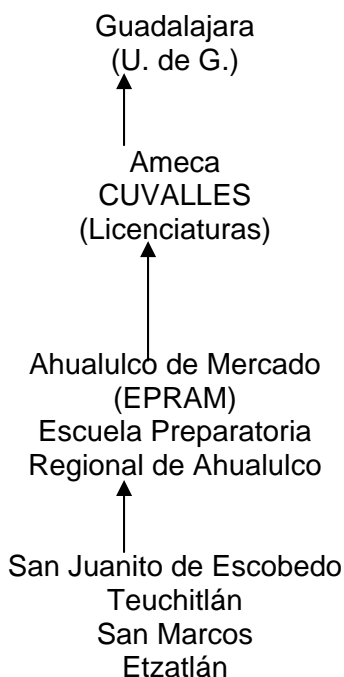 Guadalajara
(U. de G.)
Ameca
CUVALLES
(Licenciaturas)
Ahualulco de Mercado
(EPRAM)
Escuela Preparatoria
Regional de Ahualulco
San Juanito de Escobedo
Teuchitlán
San Marcos
Etzatlán